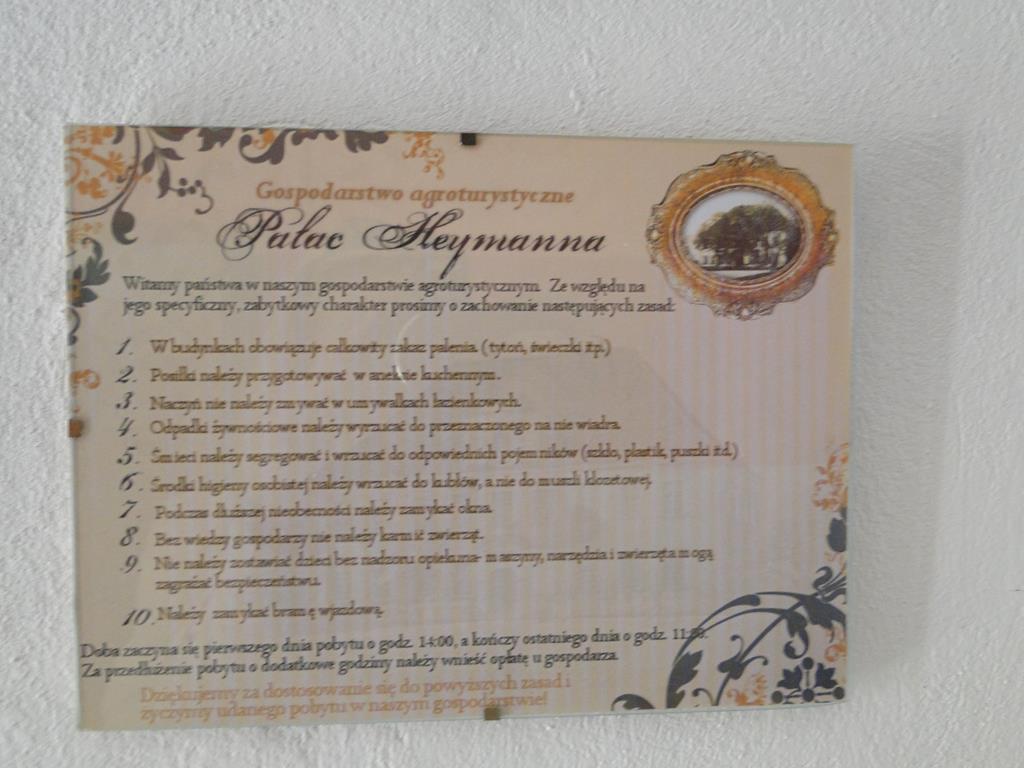 Gospodarstwo agroturystyczne
Pałac Heymanna
Witamy państwa w naszym gospodarstwie agroturystycznym. Ze względu na
jego specyficzny, zabytkowy charakter prosimy o zachowanie następujących zasad:
1. W budynkach obowiązuje całkowity zakaz palenia. (tytoń, świeczki itp.)
2. Posiłki należy przygotowywać w aneksie kuchennym.
3. Naczyń nie należy zmywać w umywalkach łazienkowych.
4. Odpadki żywnościowe należy wyrzucać do przeznaczonego na nie wiadra.
5. Śmieci należy segregować i wrzucać do odpowiednich pojemników (szkło, plastik, puszki itd.)
6. Środki higieny osobistej należy wrzucać do kubłów, a nie do muszli klozetowej.
7. Podczas dłuższej nieobecności należy zamykać okna.
8. Bez wiedzy gospodarzy nie należy karmić zwierząt.
9. Nie należy zostawiać dzieci bez nadzoru opiekuna- maszyny, narzędzia i zwierzęta mogą
zagrażać bezpieczeństwu.
10. Należy zamykać bramę wjazdową.
Doba zaczyna się pierwszego dnia pobytu o godz. 14:00, a kończy ostatniego dnia o godz. 11:00.
Za przedłużenie pobytu o dodatkowe godziny należy wnieść opłatę u gospodarza.
Dziękujemy za dostosowanie się do powyższych zasad i
życzymy udanego pobytu w naszym gospodarstwie!